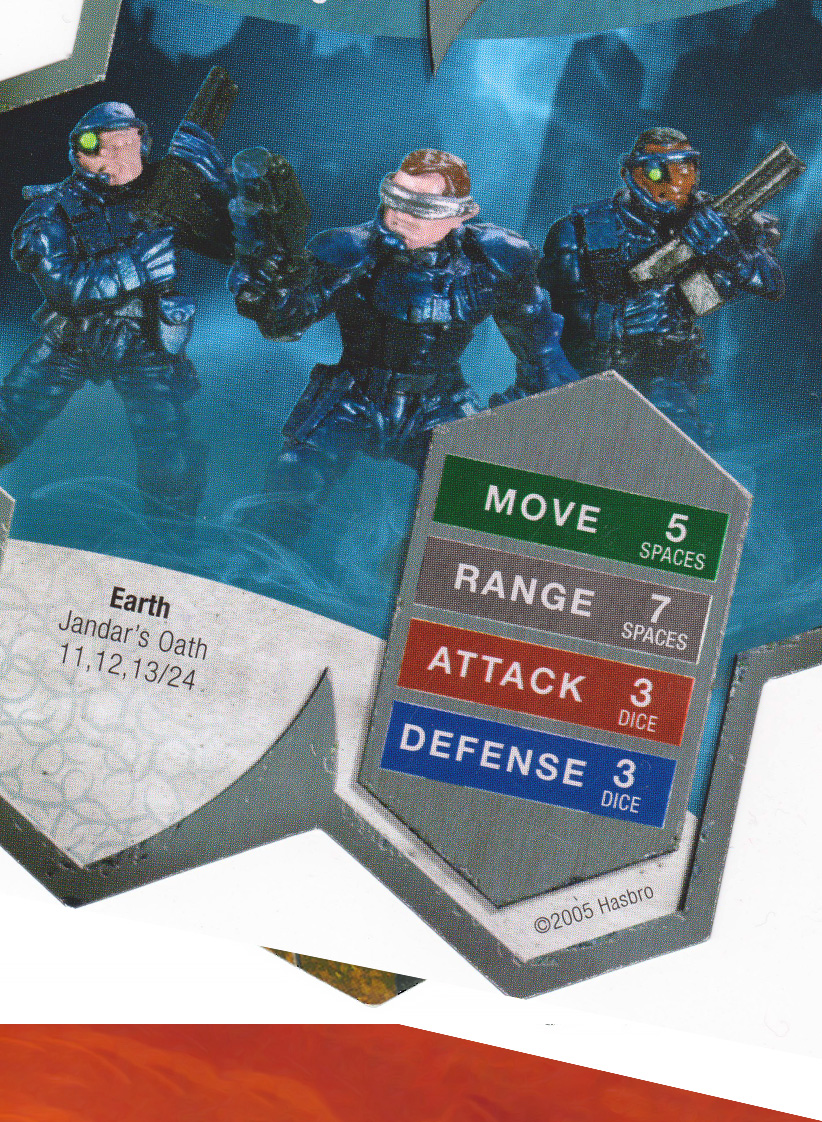 MOVE 5
SPACES
RANGE 7
SPACES
ATTACK 3
DICE
DEFENSE 3
DICE
Earth
Jandar's Oath
11,12,13/24
©2005 Hasbro